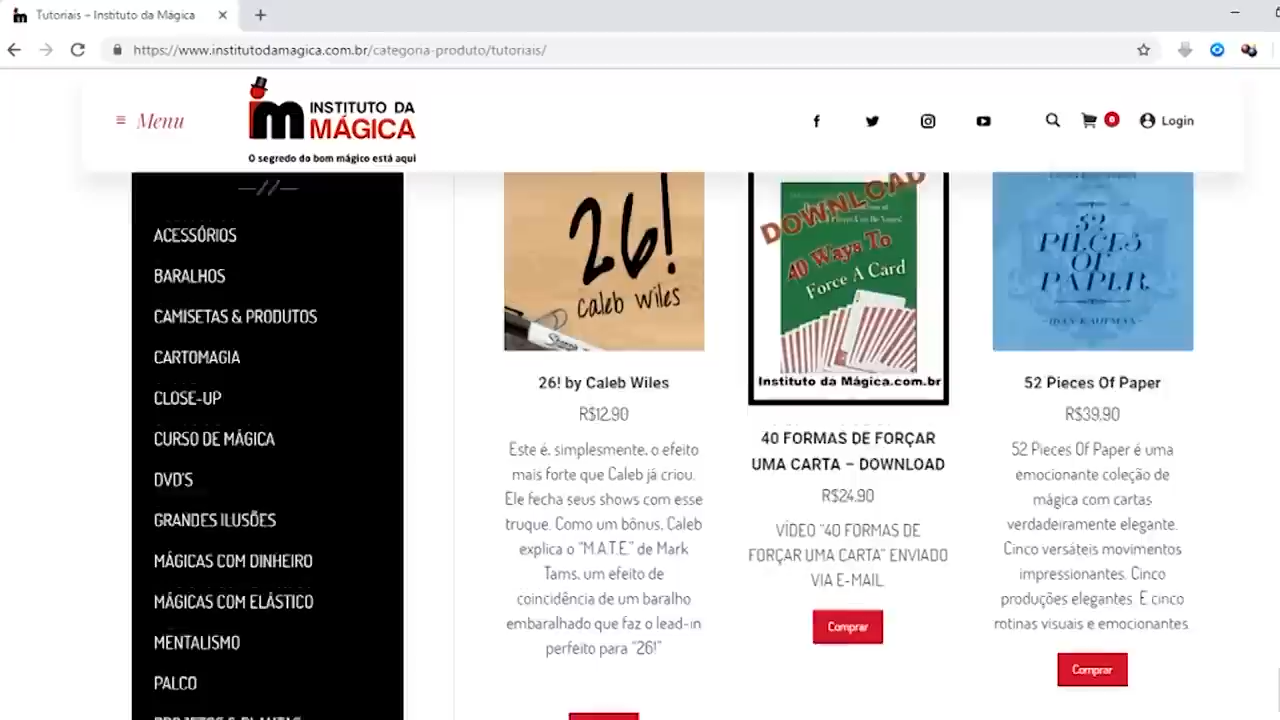 Tutoriais – Instituto da Mágica
https://www.institutodamagica.com.br/categoria-produto/tutoriais/
Menu
INSTITUTO DA
MÁGICA
O segredo do bom mágico está aqui
0
Login
ACESSÓRIOS
BARALHOS
CAMISETAS & PRODUTOS
CARTOMAGIA
CLOSE-UP
CURSO DE MÁGICA
DVD'S
GRANDES ILUSÕES
MÁGICAS COM DINHEIRO
MÁGICAS COM ELÁSTICO
MENTALISMO
PALCO
26!
Caleb Wiles
Sharpie
26! by Caleb Wiles
R$12.90
Este é, simplesmente, o efeito
mais forte que Caleb já criou.
Ele fecha seus shows com esse
truque. Como um bônus, Caleb
explica o "M.A.T.E." de Mark
Tams, um efeito de
coincidência de um baralho
embaralhado que faz o lead-in
perfeito para "26!"
DOWNLOAD
40 Ways To
Force A Card
Instituto da Mágica.com.br
40 FORMAS DE FORÇAR
UMA CARTA – DOWNLOAD
R$24.90
VÍDEO "40 FORMAS DE
FORÇAR UMA CARTA" ENVIADO
VIA E-MAIL
Comprar
52
PIECES
OF
PAPER
52 Pieces Of Paper
R$39.90
52 Pieces Of Paper é uma
emocionante coleção de
mágica com cartas
verdadeiramente elegante.
Cinco versáteis movimentos
impressionantes. Cinco
produções elegantes. E cinco
rotinas visuais e emocionantes.
Comprar